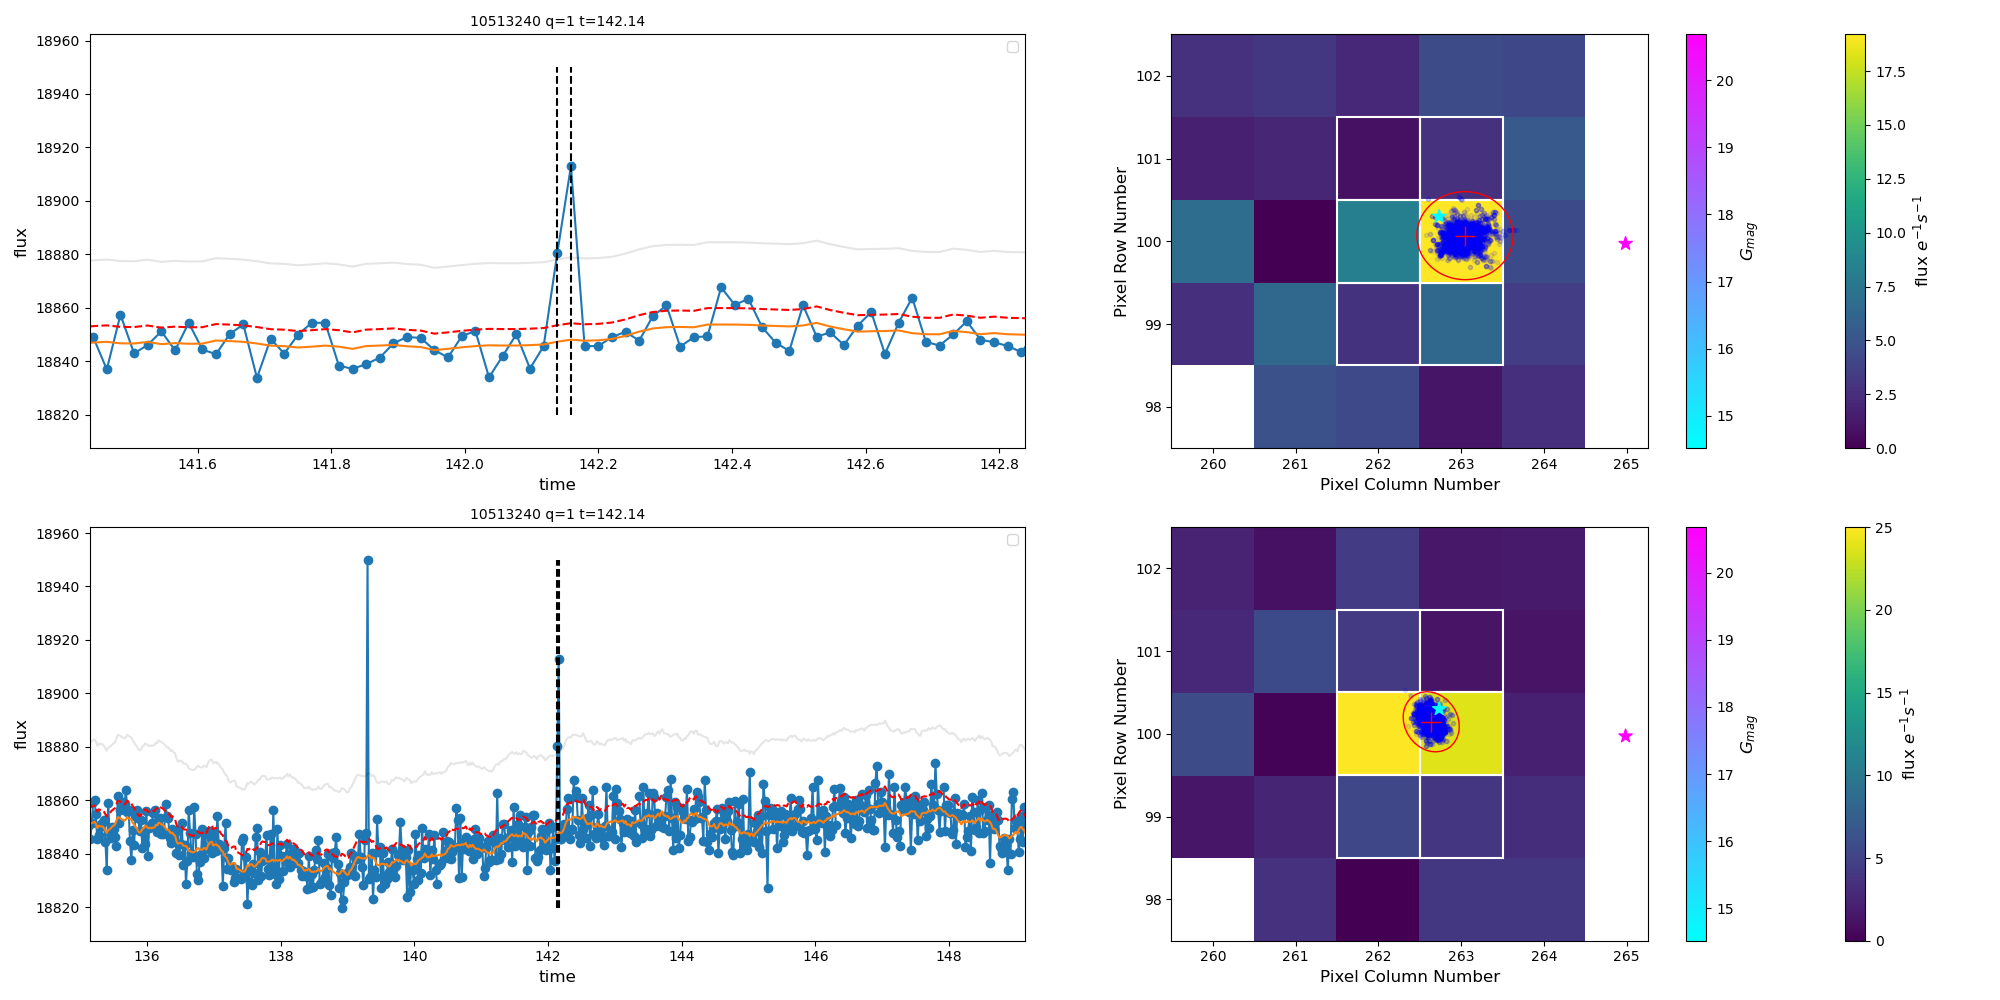 10513240 q=1 t=142.14
flux
18960
18940
18920
18900
18880
18860
18840
18820
141.6 141.8 142.0 142.2 142.4 142.6 142.8
time
Pixel Row Number
102
101
100
99
98
260 261 262 263 264 265
Pixel Column Number
20
19
18
17
16
15
G_mag
17.5
15.0
12.5
10.0
7.5
5.0
2.5
0.0
flux e⁻¹s⁻¹
10513240 q=1 t=142.14
flux
18960
18940
18920
18900
18880
18860
18840
18820
136 138 140 142 144 146 148
time
Pixel Row Number
102
101
100
99
98
260 261 262 263 264 265
Pixel Column Number
20
19
18
17
16
15
G_mag
25
20
15
10
5
0
flux e⁻¹s⁻¹